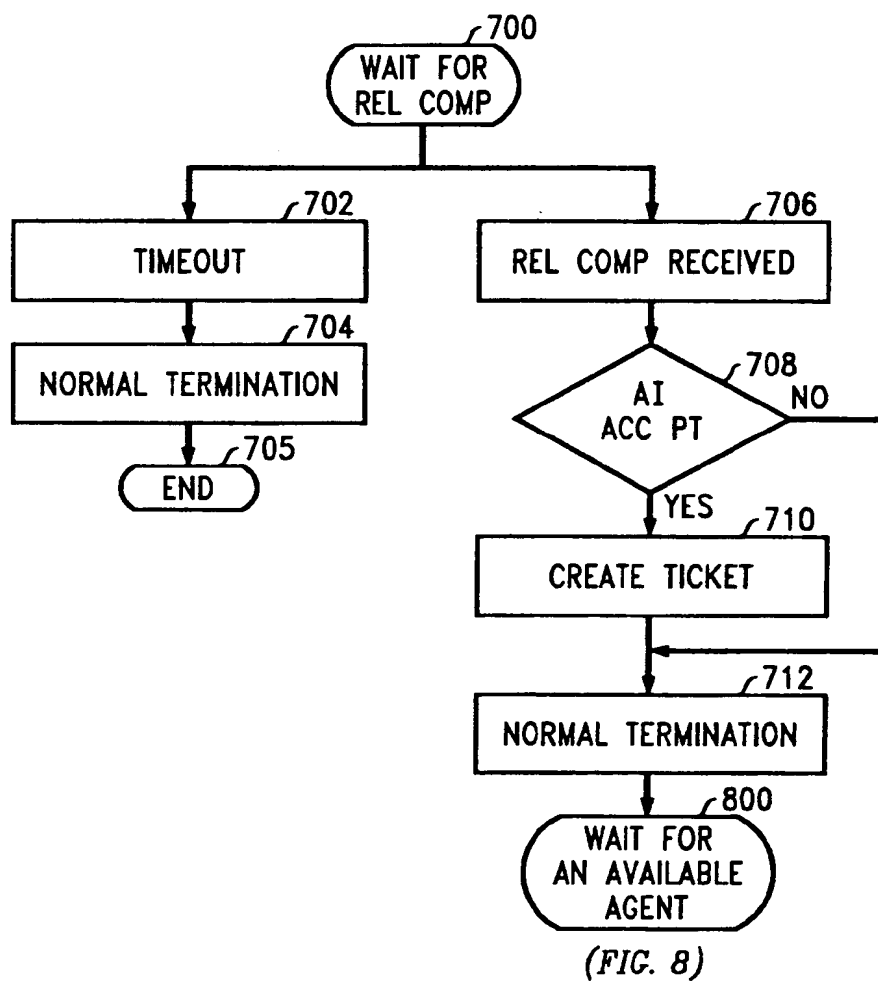 700
WAIT FOR
REL COMP
702
TIMEOUT
704
NORMAL TERMINATION
705
END
706
REL COMP RECEIVED
708
AI
ACC PT
NO
YES
710
CREATE TICKET
712
NORMAL TERMINATION
800
WAIT FOR
AN AVAILABLE
AGENT
(FIG. 8)